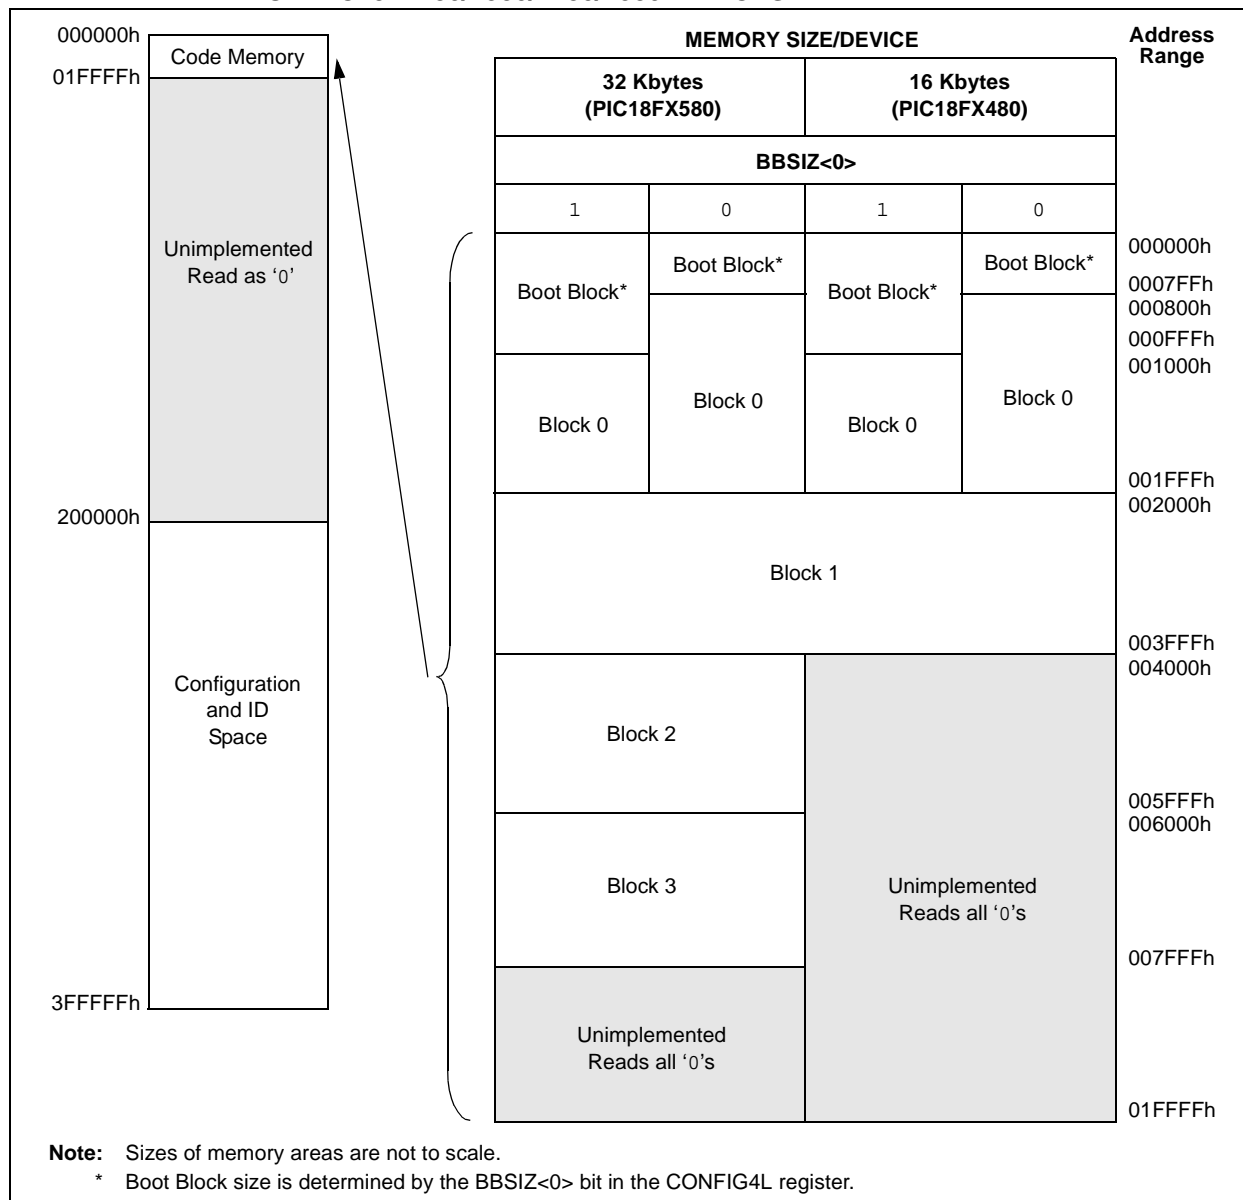 000000h
Code Memory
01FFFFh
Unimplemented
Read as ‘0’
200000h
Configuration
and ID
Space
3FFFFFh
MEMORY SIZE/DEVICE
Address
Range
32 Kbytes
(PIC18FX580)
16 Kbytes
(PIC18FX480)
BBSIZ<0>
1 0 1 0
Boot Block*
Boot Block*
Boot Block*
Boot Block*
000000h
0007FFh
000800h
000FFFh
001000h
Block 0
Block 0
Block 0
Block 0
001FFFh
002000h
Block 1
003FFFh
004000h
Block 2
005FFFh
006000h
Block 3
Unimplemented
Reads all ‘0’s
007FFFh
Unimplemented
Reads all ‘0’s
01FFFFh
Note: Sizes of memory areas are not to scale.
* Boot Block size is determined by the BBSIZ<0> bit in the CONFIG4L register.